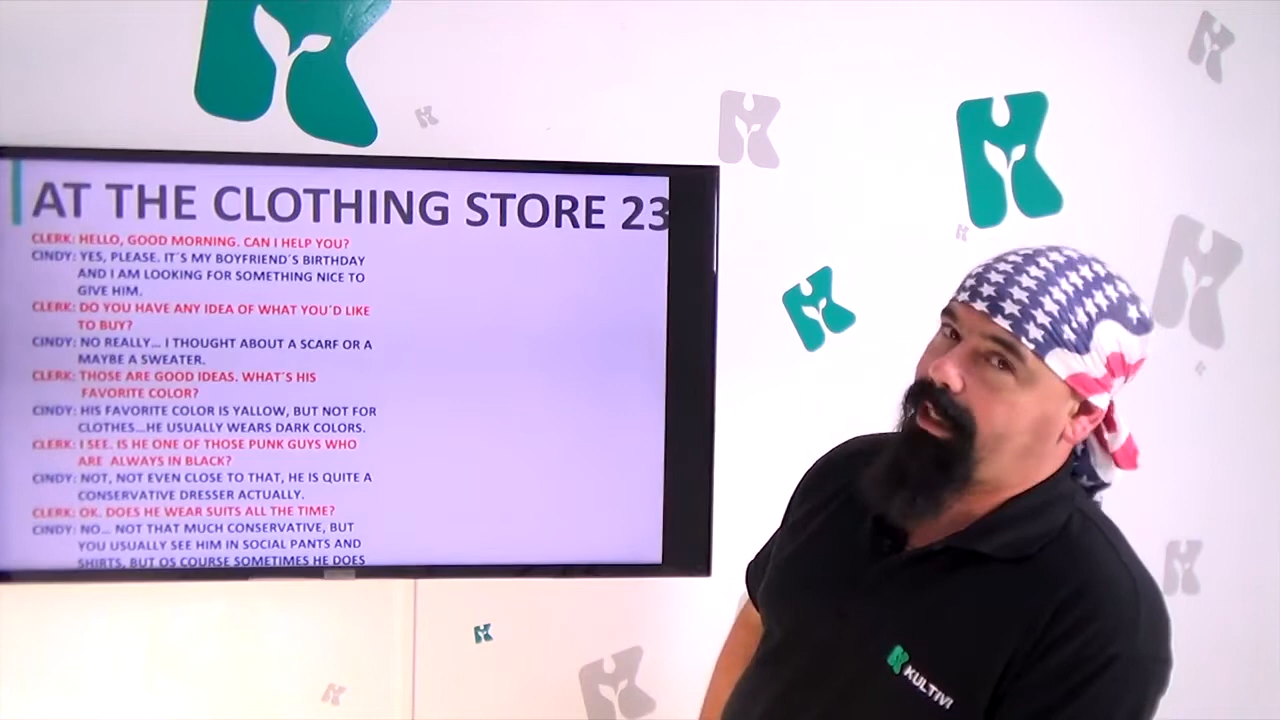 AT THE CLOTHING STORE 23
CLERK: HELLO, GOOD MORNING. CAN I HELP YOU?
CINDY: YES, PLEASE. IT´S MY BOYFRIEND´S BIRTHDAY
AND I AM LOOKING FOR SOMETHING NICE TO
GIVE HIM.
CLERK: DO YOU HAVE ANY IDEA OF WHAT YOU´D LIKE
TO BUY?
CINDY: NO REALLY... I THOUGHT ABOUT A SCARF OR A
MAYBE A SWEATER.
CLERK: THOSE ARE GOOD IDEAS. WHAT´S HIS
FAVORITE COLOR?
CINDY: HIS FAVORITE COLOR IS YALLOW, BUT NOT FOR
CLOTHES...HE USUALLY WEARS DARK COLORS.
CLERK: I SEE. IS HE ONE OF THOSE PUNK GUYS WHO
ARE ALWAYS IN BLACK?
CINDY: NOT, NOT EVEN CLOSE TO THAT, HE IS QUITE A
CONSERVATIVE DRESSER ACTUALLY.
CLERK: OK. DOES HE WEAR SUITS ALL THE TIME?
CINDY: NO... NOT THAT MUCH CONSERVATIVE, BUT
YOU USUALLY SEE HIM IN SOCIAL PANTS AND
SHIRTS, BUT OS COURSE SOMETIMES HE DOES
KULTIVI